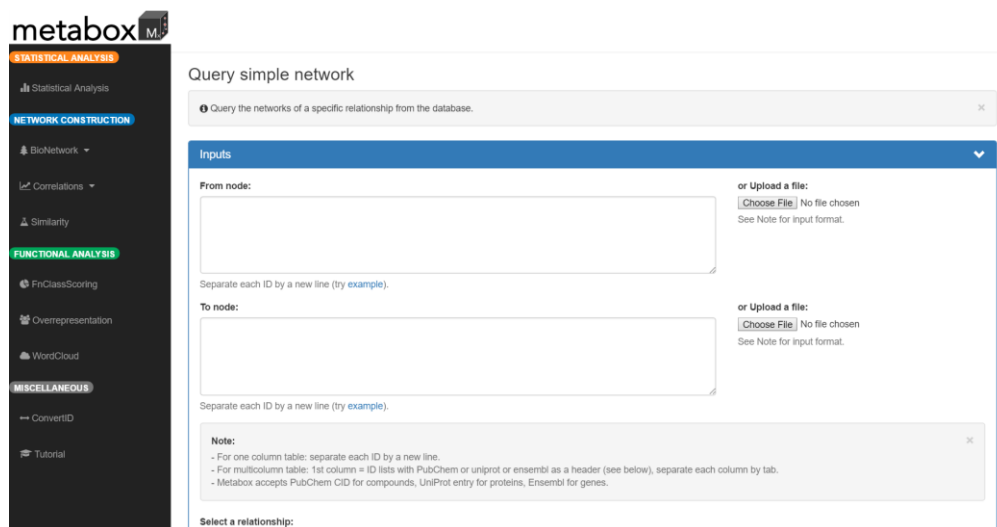 metabox M
STATISTICAL ANALYSIS
Statistical Analysis
NETWORK CONSTRUCTION
BioNetwork
Correlations
Similarity
FUNCTIONAL ANALYSIS
FnClassScoring
Overrepresentation
WordCloud
MISCELLANEOUS
ConvertID
Tutorial
Query simple network
Query the networks of a specific relationship from the database. ×
Inputs
From node:
or Upload a file:
Choose File No file chosen
See Note for input format.
Separate each ID by a new line (try example).
To node:
or Upload a file:
Choose File No file chosen
See Note for input format.
Separate each ID by a new line (try example).
Note: ×
- For one column table: separate each ID by a new line.
- For multicolumn table: 1st column = ID lists with PubChem or uniprot or ensembl as a header (see below), separate each column by tab.
- Metabox accepts PubChem CID for compounds, UniProt entry for proteins, Ensembl for genes.
Select a relationship: